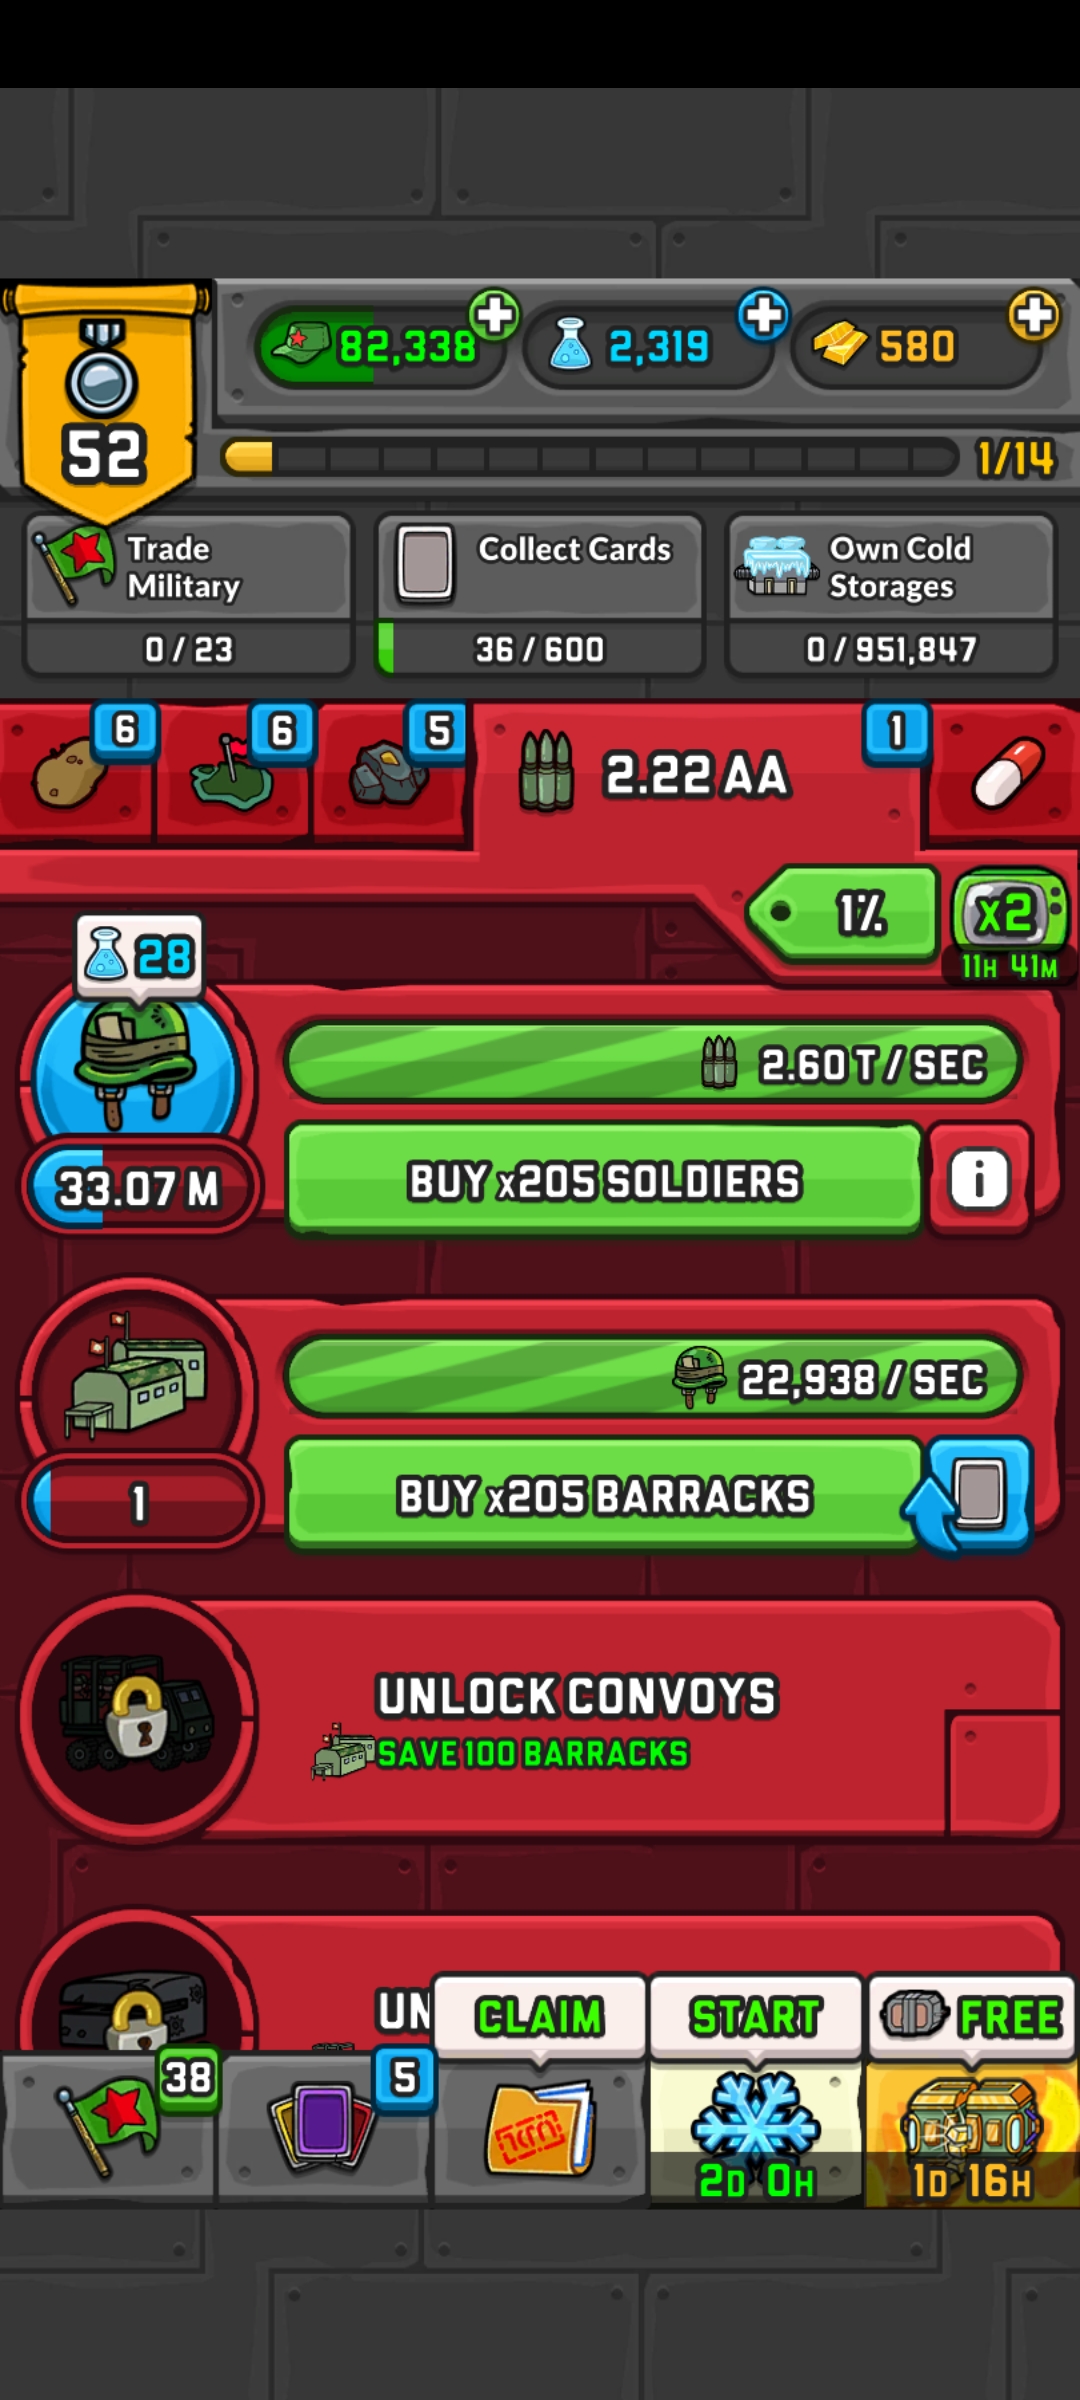 82,338
2,319
580
52
1/14
Trade
Military
0 / 23
Collect Cards
36 / 600
Own Cold
Storages
0 / 951,847
6
6
5
2.22 AA
1
1%
x2
11H 41M
28
2.60 T / SEC
33.07 M
BUY x205 SOLDIERS
i
22,938 / SEC
1
BUY x205 BARRACKS
UNLOCK CONVOYS
SAVE 100 BARRACKS
UN
CLAIM
START
FREE
38
5
2D 0H
1D 16H